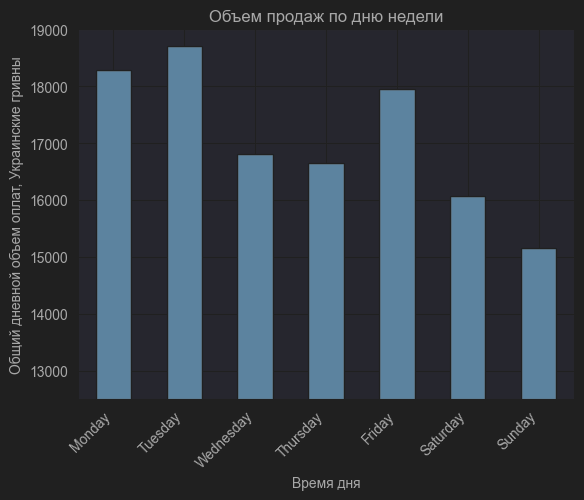 Объем продаж по дню недели
Общий дневной объем оплат, Украинские гривны
19000
18000
17000
16000
15000
14000
13000
Monday
Tuesday
Wednesday
Thursday
Friday
Saturday
Sunday
Время дня